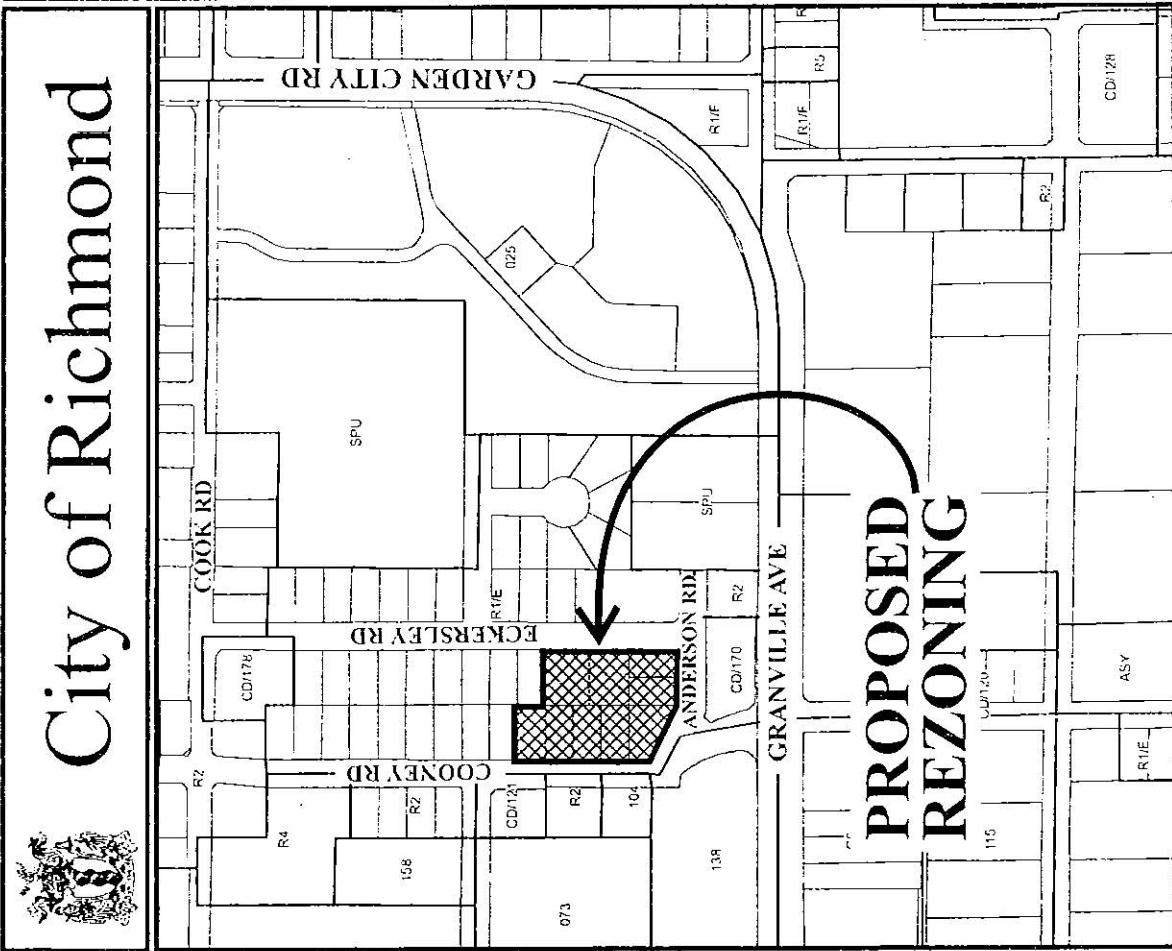 City of Richmond
GARDEN CITY RD
R5
R1/F
R1/F
CD/128
R2
025
SPU
COOK RD
SPU
R1/E
ECKERSLEY RD
ANDERSON RD.
R2
CD/170
CD/178
GRANVILLE AVE
COONEY RD
R2
R4
R2
158
CD/121
R2
104
138
073
PROPOSED
REZONING
115
ASY
R1/E